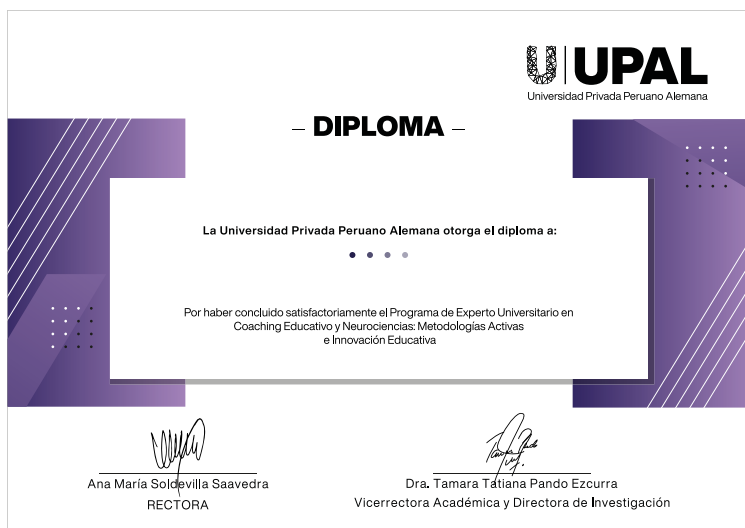 UPAL
Universidad Privada Peruano Alemana
– DIPLOMA –
La Universidad Privada Peruano Alemana otorga el diploma a:
Por haber concluido satisfactoriamente el Programa de Experto Universitario en
Coaching Educativo y Neurociencias: Metodologías Activas
e Innovación Educativa
Ana María Soldevilla Saavedra
RECTORA
Dra. Tamara Tatiana Pando Ezcurra
Vicerrectora Académica y Directora de Investigación